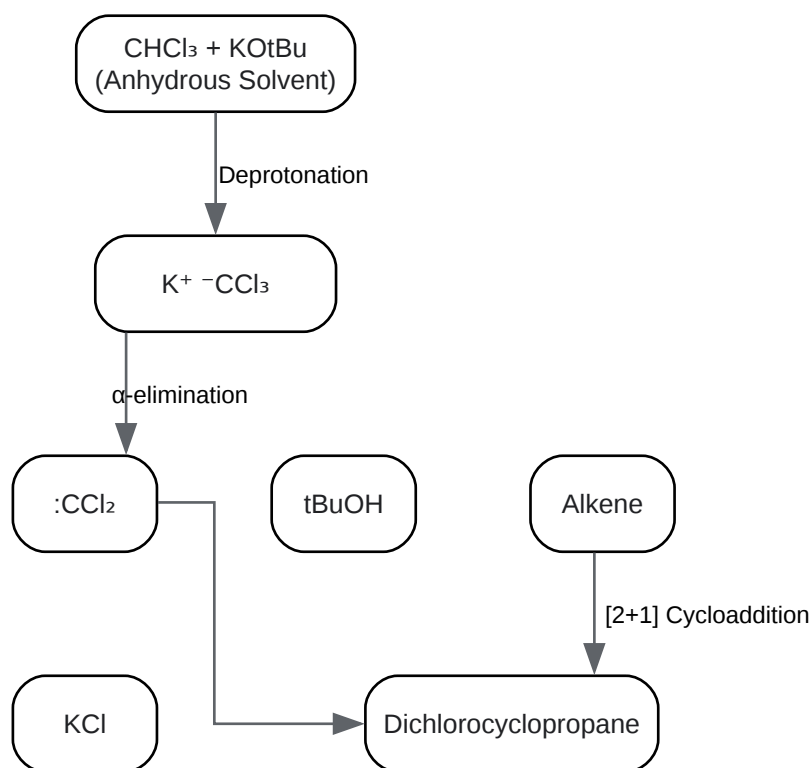 CHCl₃ + KOtBu
(Anhydrous Solvent)
Deprotonation
K⁺ ⁻CCl₃
α-elimination
:CCl₂
tBuOH
Alkene
[2+1] Cycloaddition
KCl
Dichlorocyclopropane